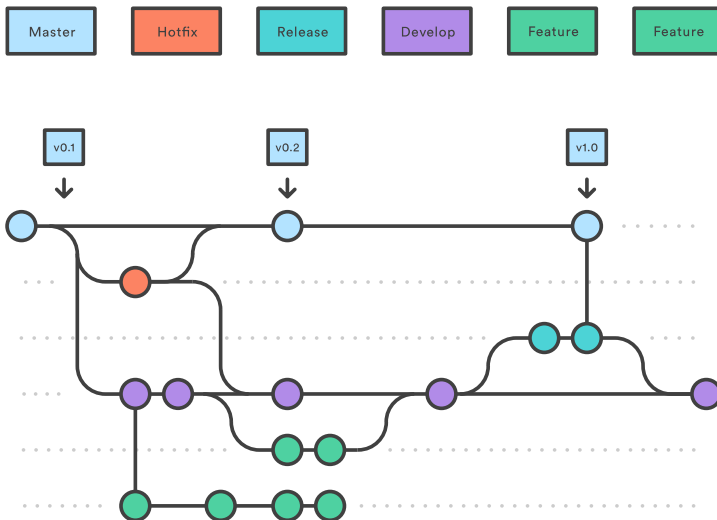 Master
Hotfix
Release
Develop
Feature
Feature
v0.1
v0.2
v1.0